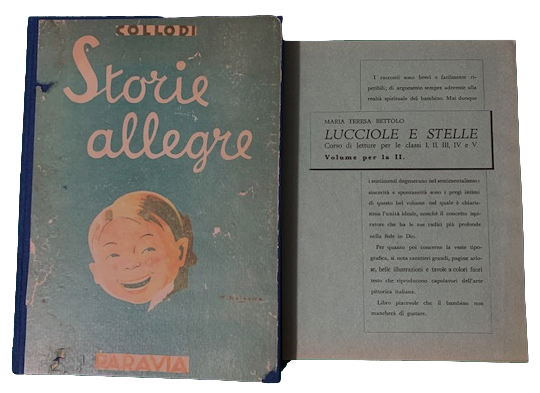 COLLODI
Storie
allegre
PARAVIA
I racconti sono brevi e facilmente ri-
peribili; di argomento sempre aderente alla
realtà spirituale del bambino. Mai dunque
MARIA TERESA BETTOLO
LUCCIOLE E STELLE
Corso di letture per le classi I, II, III, IV e V
Volume per la II.
i sentimenti degenerano nel sentimentalismo: i
sincerità e spontaneità sono i pregi intimi
di questo bel volume nel quale è chiaris-
sima l'unità ideale, nonché il concetto ispi-
ratore che ha le sue radici più profonde
nella fede in Dio.
Per quanto poi concerne la veste tipo-
grafica, si nota caratteri grandi, pagine ario-
se, belle illustrazioni e tavole a colori fuori
testo che riproducono capolavori dell'arte
pittorica italiana.
Libro piacevole che il bambino non
mancherà di gustare.